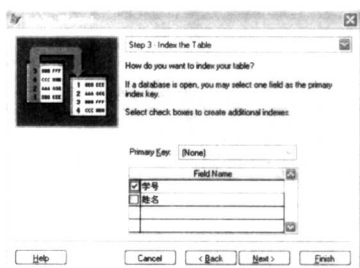 Step 3 - Index the Table
How do you want to index your table?
If a database is open, you may select one field as the primary
index key.
Select check boxes to create additional indexes.
Primary Key: (None)
Field Name
学号
姓名
Help
Cancel
< Back
Next >
Finish